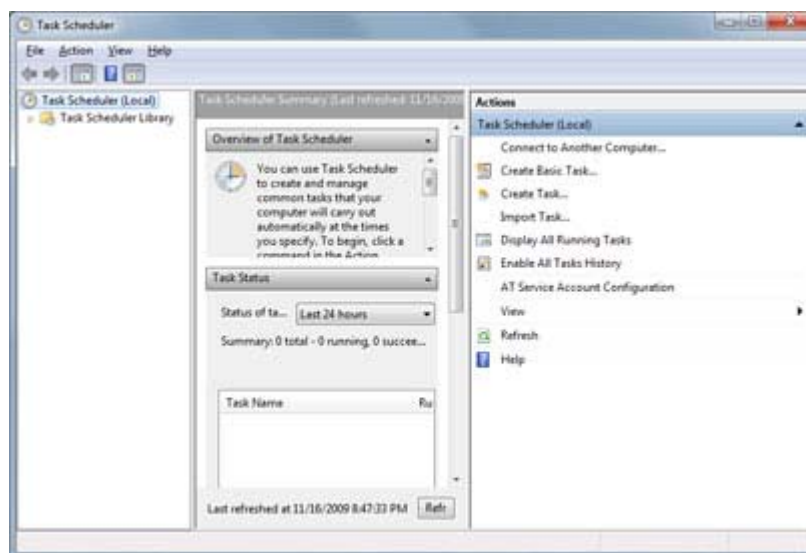 Task Scheduler
File Action View Help
Task Scheduler (Local)
Task Scheduler Library
Task Scheduler Summary (Last refreshed: 11/16/2009
Overview of Task Scheduler
You can use Task Scheduler
to create and manage
common tasks that your
computer will carry out
automatically at the times
you specify. To begin, click a
command in the Action
Task Status
Status of ta... Last 24 hours
Summary: 0 total - 0 running, 0 succee...
Task Name Ru
Last refreshed at 11/16/2009 8:47:33 PM Refr
Actions
Task Scheduler (Local)
Connect to Another Computer...
Create Basic Task...
Create Task...
Import Task...
Display All Running Tasks
Enable All Tasks History
AT Service Account Configuration
View
Refresh
Help